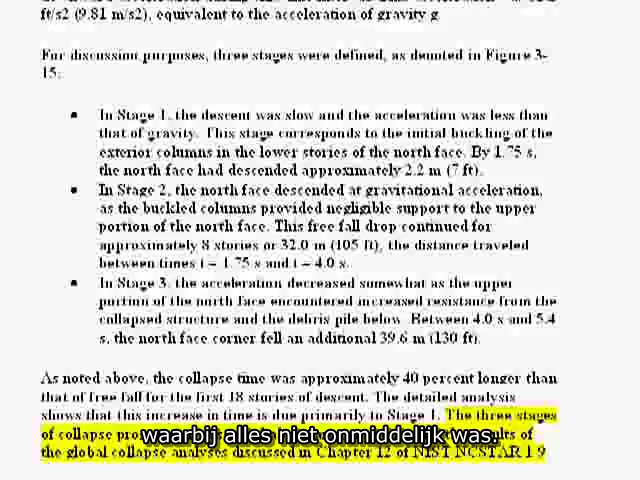 ft/s2 (9.81 m/s2), equivalent to the acceleration of gravity g
For discussion purposes, three stages were defined, as denoted in Figure 3-
15:
• In Stage 1, the descent was slow and the acceleration was less than
that of gravity. This stage corresponds to the initial buckling of the
exterior columns in the lower stories of the north face. By 1.75 s,
the north face had descended approximately 2.2 m (7 ft).
• In Stage 2, the north face descended at gravitational acceleration,
as the buckled columns provided negligible support to the upper
portion of the north face. This free fall drop continued for
approximately 8 stories or 32.0 m (105 ft), the distance traveled
between times t = 1.75 s and t = 4.0 s.
• In Stage 3, the acceleration decreased somewhat as the upper
portion of the north face encountered increased resistance from the
collapsed structure and the debris pile below. Between 4.0 s and 5.4
s, the north face corner fell an additional 39.6 m (130 ft).
As noted above, the collapse time was approximately 40 percent longer than
that of free fall for the first 18 stories of descent. The detailed analysis
shows that this increase in time is due primarily to Stage 1. The three stages
of collapse
waarbij alles niet onmiddelijk was.
of the
the global collapse analyses discussed in Chapter 12 of NIST NCSTAR 1 9